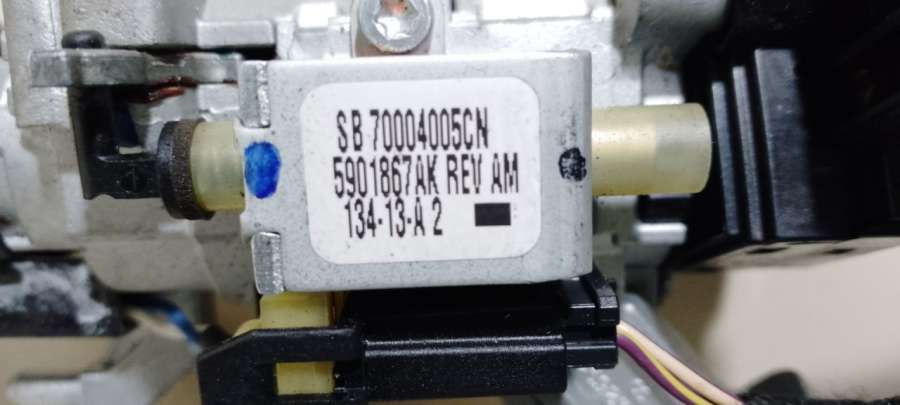 SB 70004005CN
5901867AK REV AM
134-13-A 2